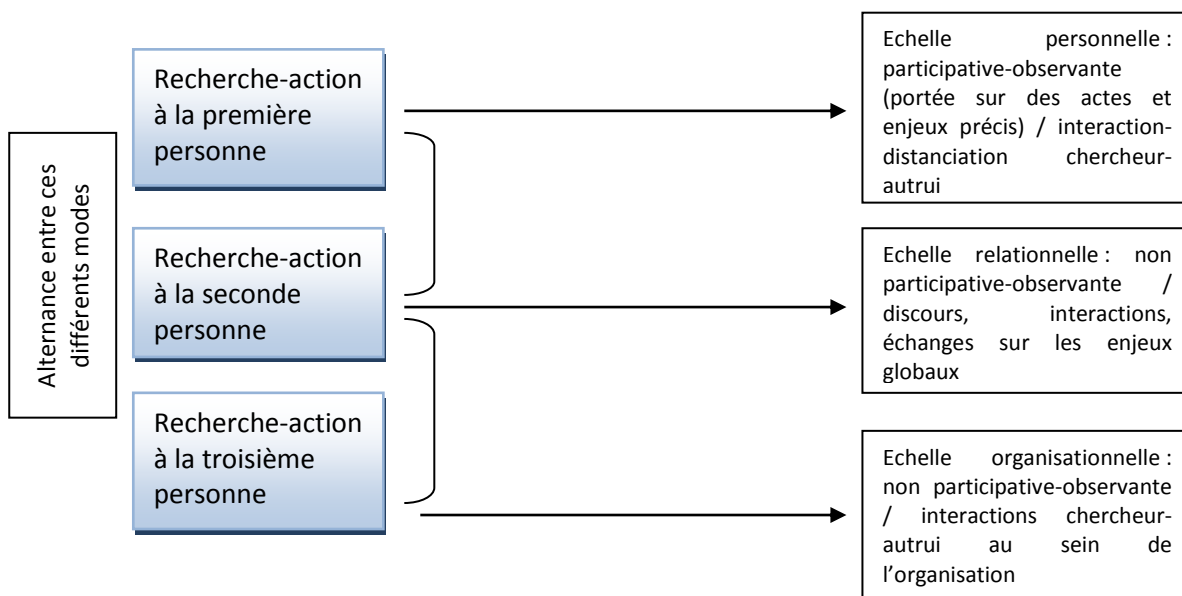 Alternance entre ces
différents modes
Recherche-action
à la première
personne
Echelle personnelle :
participative-observante
(portée sur des actes et
enjeux précis) / interaction-
distanciation chercheur-
autrui
Recherche-action
à la seconde
personne
Echelle relationnelle : non
participative-observante /
discours, interactions,
échanges sur les enjeux
globaux
Recherche-action
à la troisième
personne
Echelle organisationnelle :
non participative-observante
/ interactions chercheur-
autrui au sein de
l’organisation